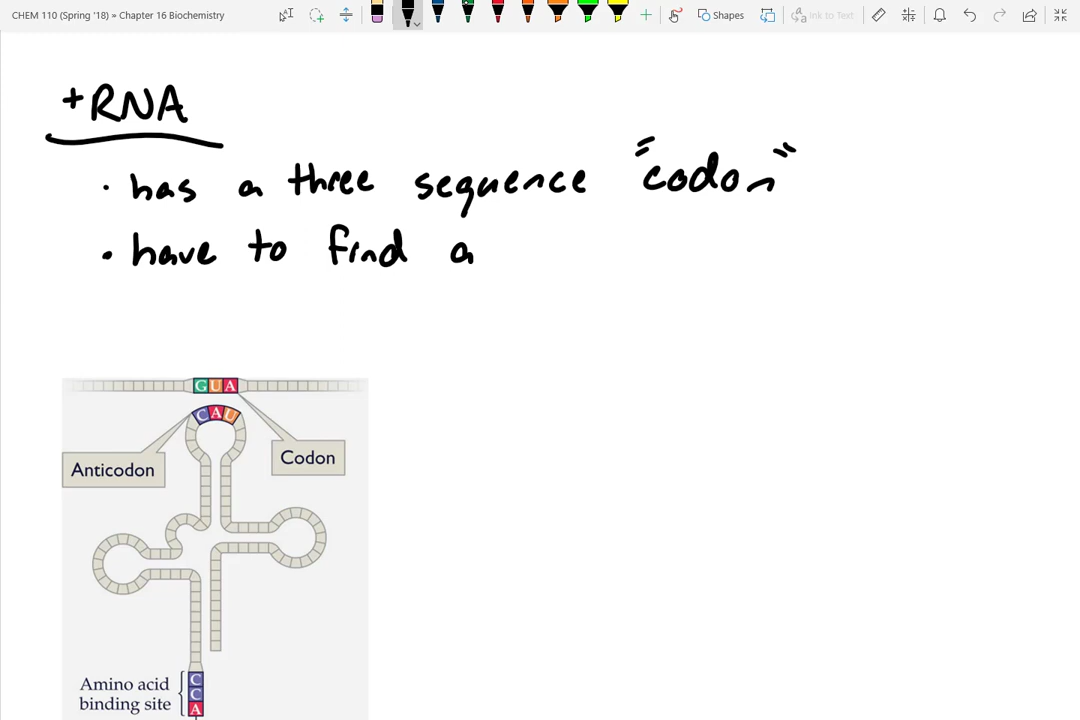 CHEM 110 (Spring '18) » Chapter 16 Biochemistry
Shapes
Ink to Text
tRNA
• has a three sequence "codon"
• have to find a
GUA
CAU
Anticodon
Codon
Amino acid
binding site
C
C
A